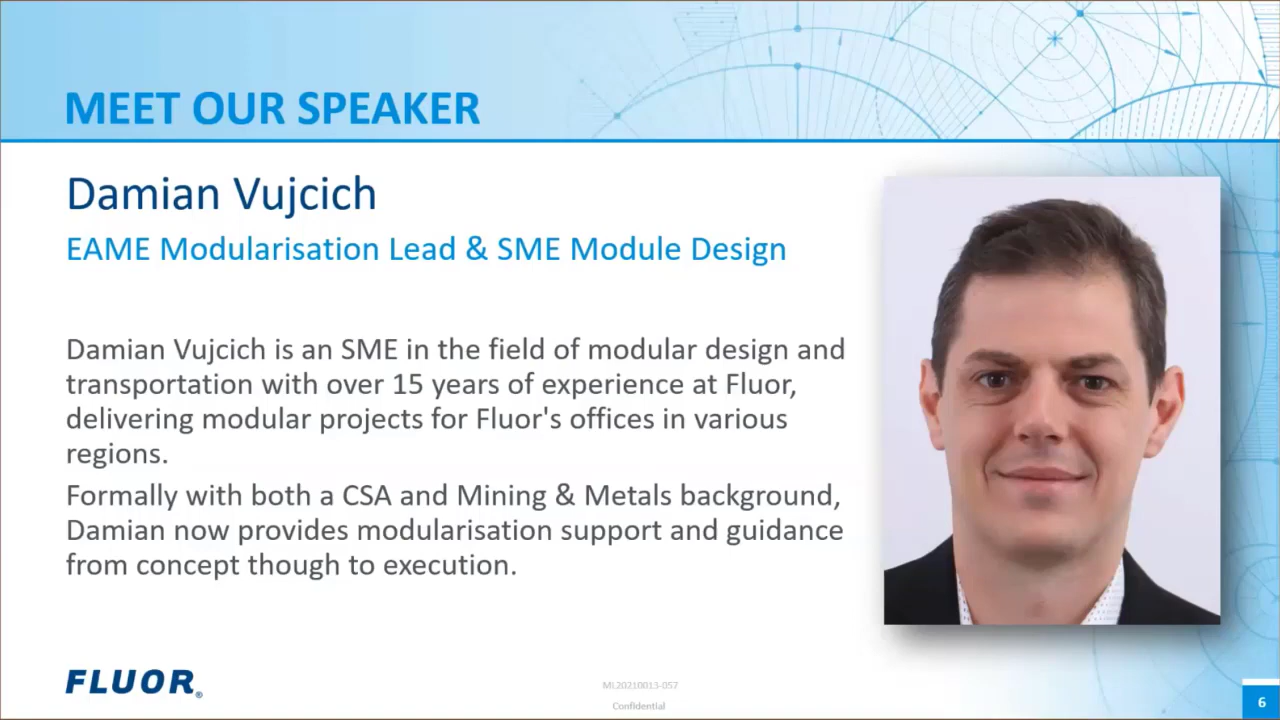 MEET OUR SPEAKER
Damian Vujcich
EAME Modularisation Lead & SME Module Design
Damian Vujcich is an SME in the field of modular design and
transportation with over 15 years of experience at Fluor,
delivering modular projects for Fluor's offices in various
regions.
Formally with both a CSA and Mining & Metals background,
Damian now provides modularisation support and guidance
from concept though to execution.
FLUOR®
MI.20210013-057
Confidential
6